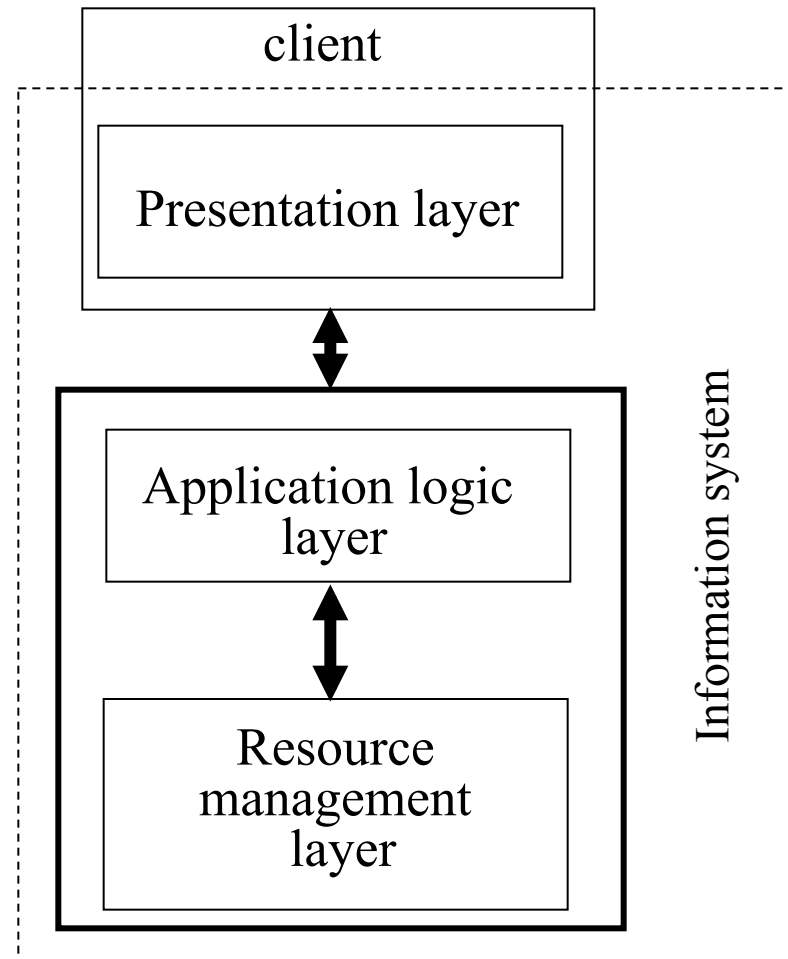 client
Presentation layer
Application logic
layer
Resource
management
layer
Information system